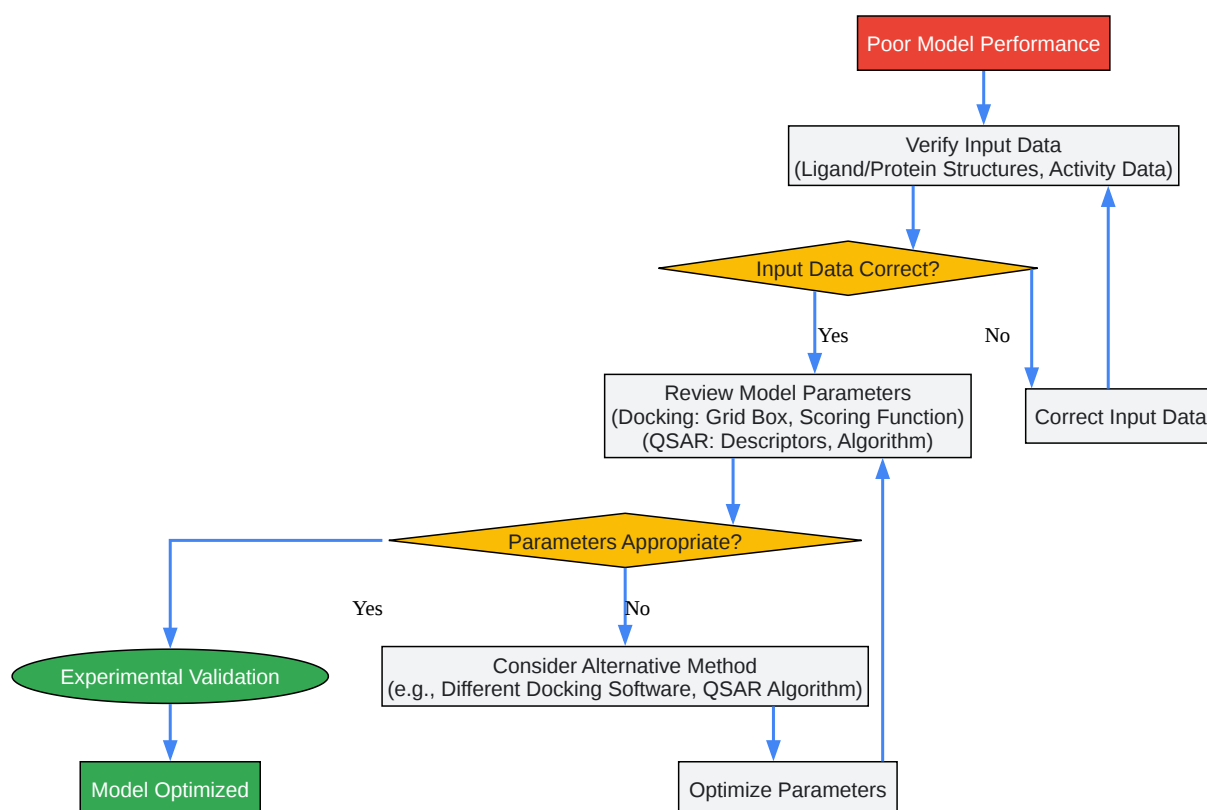 Poor Model Performance
Verify Input Data
(Ligand/Protein Structures, Activity Data)
Input Data Correct?
Yes
No
Review Model Parameters
(Docking: Grid Box, Scoring Function)
(QSAR: Descriptors, Algorithm)
Correct Input Data
Parameters Appropriate?
Yes
No
Experimental Validation
Consider Alternative Method
(e.g., Different Docking Software, QSAR Algorithm)
Model Optimized
Optimize Parameters